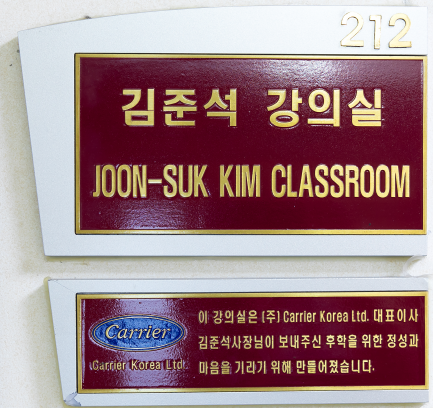 212
김준석 강의실
JOON-SUK KIM CLASSROOM
Carrier
Carrier Korea Ltd.
이 강의실은 (주) Carrier Korea Ltd. 대표이사
김준석사장님이 보내주신 후학을 위한 정성과
마음을 기리기 위해 만들어졌습니다.